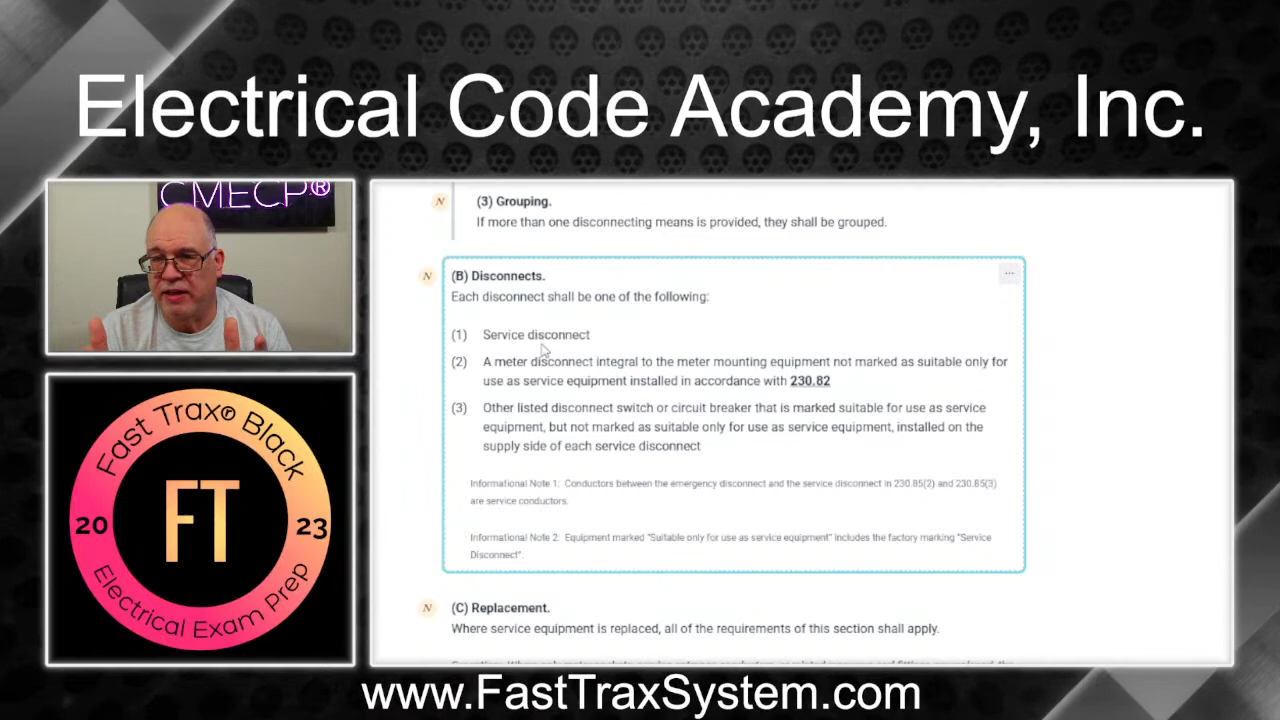 Electrical Code Academy, Inc.
CMECP®
N (3) Grouping.
If more than one disconnecting means is provided, they shall be grouped.
N (B) Disconnects.
Each disconnect shall be one of the following:
(1) Service disconnect
(2) A meter disconnect integral to the meter mounting equipment not marked as suitable only for
use as service equipment installed in accordance with 230.82
(3) Other listed disconnect switch or circuit breaker that is marked suitable for use as service
equipment, but not marked as suitable only for use as service equipment, installed on the
supply side of each service disconnect
Informational Note 1: Conductors between the emergency disconnect and the service disconnect in 230.85(2) and 230.85(3)
are service conductors.
Informational Note 2: Equipment marked "Suitable only for use as service equipment" includes the factory marking "Service
Disconnect".
N (C) Replacement.
Where service equipment is replaced, all of the requirements of this section shall apply.
Fast Trax® Black
20 FT 23
Electrical Exam Prep
www.FastTraxSystem.com